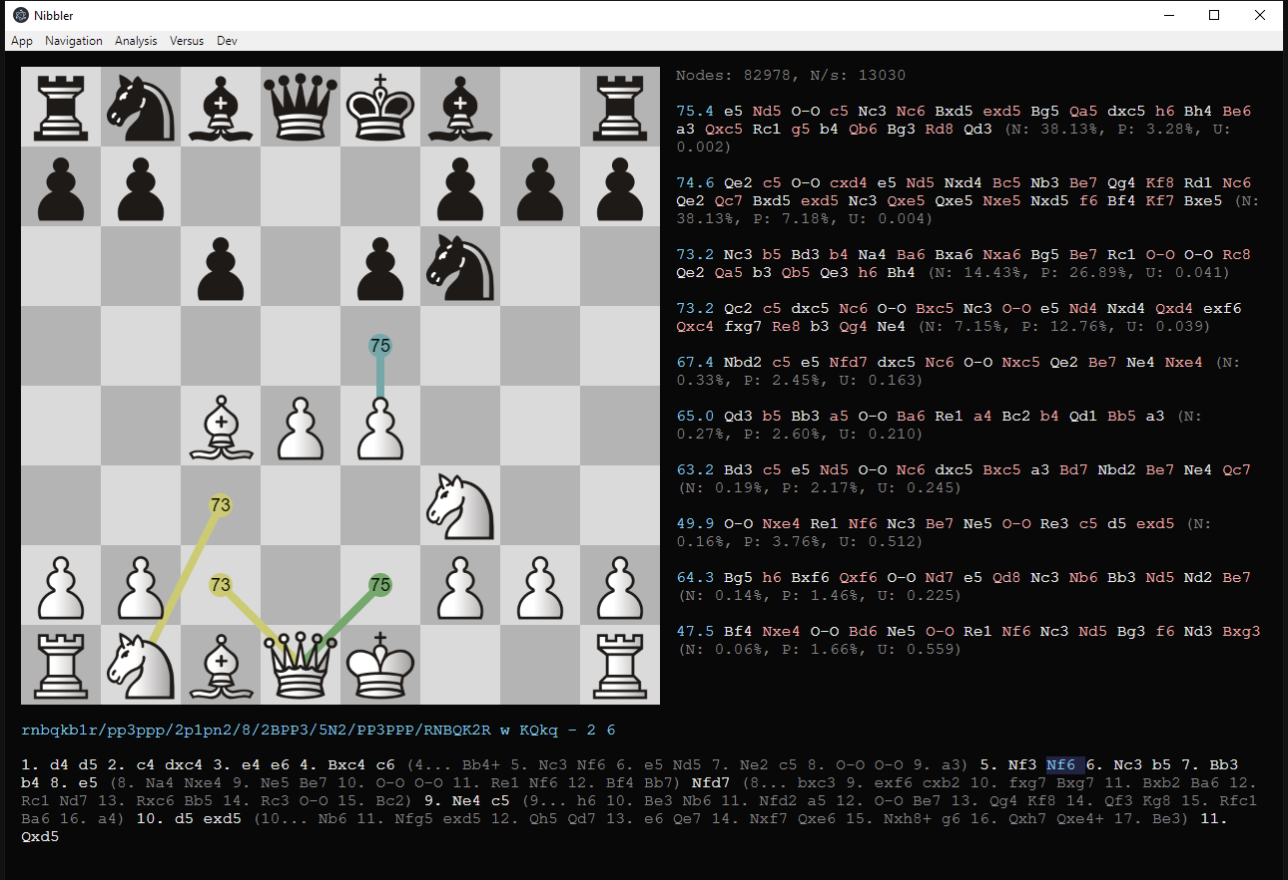 Nibbler
App Navigation Analysis Versus Dev
Nodes: 82978, N/s: 13030
75.4 e5 Nd5 O-O c5 Nc3 Nc6 Bxd5 exd5 Bg5 Qa5 dxc5 h6 Bh4 Be6
a3 Qxc5 Rc1 g5 b4 Qb6 Bg3 Rd8 Qd3 (N: 38.13%, P: 3.28%, U:
0.002)
74.6 Qe2 c5 O-O cxd4 e5 Nd5 Nxd4 Bc5 Nb3 Be7 Qg4 Kf8 Rd1 Nc6
Qe2 Qc7 Bxd5 exd5 Nc3 Qxe5 Qxe5 Nxe5 Nxd5 f6 Bf4 Kf7 Bxe5 (N:
38.13%, P: 7.18%, U: 0.004)
73.2 Nc3 b5 Bd3 b4 Na4 Ba6 Bxa6 Nxa6 Bg5 Be7 Rc1 O-O O-O Rc8
Qe2 Qa5 b3 Qb5 Qe3 h6 Bh4 (N: 14.43%, P: 26.89%, U: 0.041)
73.2 Qc2 c5 dxc5 Nc6 O-O Bxc5 Nc3 O-O e5 Nd4 Nxd4 Qxd4 exf6
Qxc4 fxg7 Re8 b3 Qg4 Ne4 (N: 7.15%, P: 12.76%, U: 0.039)
67.4 Nbd2 c5 e5 Nfd7 dxc5 Nc6 O-O Nxc5 Qe2 Be7 Ne4 Nxe4 (N:
0.33%, P: 2.45%, U: 0.163)
65.0 Qd3 b5 Bb3 a5 O-O Ba6 Re1 a4 Bc2 b4 Qd1 Bb5 a3 (N:
0.27%, P: 2.60%, U: 0.210)
63.2 Bd3 c5 e5 Nd5 O-O Nc6 dxc5 Bxc5 a3 Bd7 Nbd2 Be7 Ne4 Qc7
(N: 0.19%, P: 2.17%, U: 0.245)
49.9 O-O Nxe4 Re1 Nf6 Nc3 Be7 Ne5 O-O Re3 c5 d5 exd5 (N:
0.16%, P: 3.76%, U: 0.512)
64.3 Bg5 h6 Bxf6 Qxf6 O-O Nd7 e5 Qd8 Nc3 Nb6 Bb3 Nd5 Nd2 Be7
(N: 0.14%, P: 1.46%, U: 0.225)
47.5 Bf4 Nxe4 O-O Bd6 Ne5 O-O Re1 Nf6 Nc3 Nd5 Bg3 f6 Nd3 Bxg3
(N: 0.06%, P: 1.66%, U: 0.559)
75
73
73
75
rnbqkb1r/pp3ppp/2p1pn2/8/2BPP3/5N2/PP3PPP/RNBQK2R w KQkq - 2 6
1. d4 d5 2. c4 dxc4 3. e4 e6 4. Bxc4 c6 (4... Bb4+ 5. Nc3 Nf6 6. e5 Nd5 7. Ne2 c5 8. O-O O-O 9. a3) 5. Nf3 Nf6 6. Nc3 b5 7. Bb3
b4 8. e5 (8. Na4 Nxe4 9. Ne5 Be7 10. O-O O-O 11. Re1 Nf6 12. Bf4 Bb7) Nfd7 (8... bxc3 9. exf6 cxb2 10. fxg7 Bxg7 11. Bxb2 Ba6 12.
Rc1 Nd7 13. Rxc6 Bb5 14. Rc3 O-O 15. Bc2) 9. Ne4 c5 (9... h6 10. Be3 Nb6 11. Nfd2 a5 12. O-O Be7 13. Qg4 Kf8 14. Qf3 Kg8 15. Rfc1
Ba6 16. a4) 10. d5 exd5 (10... Nb6 11. Nfg5 exd5 12. Qh5 Qd7 13. e6 Qe7 14. Nxf7 Qxe6 15. Nxh8+ g6 16. Qxh7 Qxe4+ 17. Be3) 11.
Qxd5